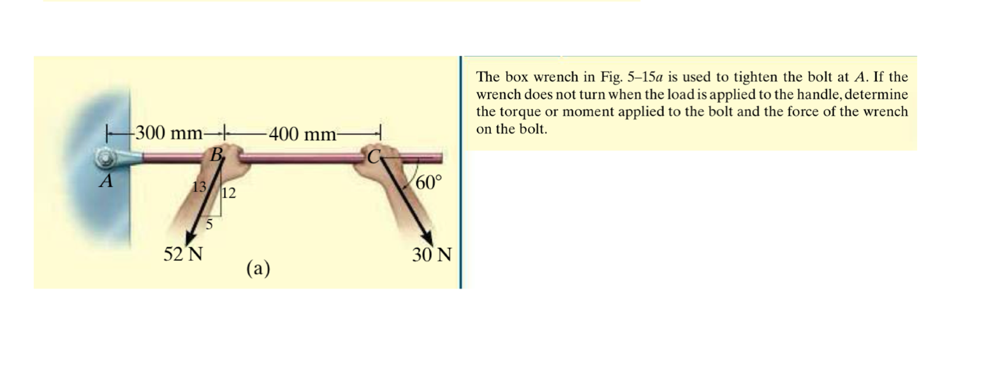 The box wrench in Fig. 5–15a is used to tighten the bolt at A. If the
wrench does not turn when the load is applied to the handle, determine
the torque or moment applied to the bolt and the force of the wrench
on the bolt.
300 mm
400 mm
B
C
A
13
12
60°
5
52 N
30 N
(a)